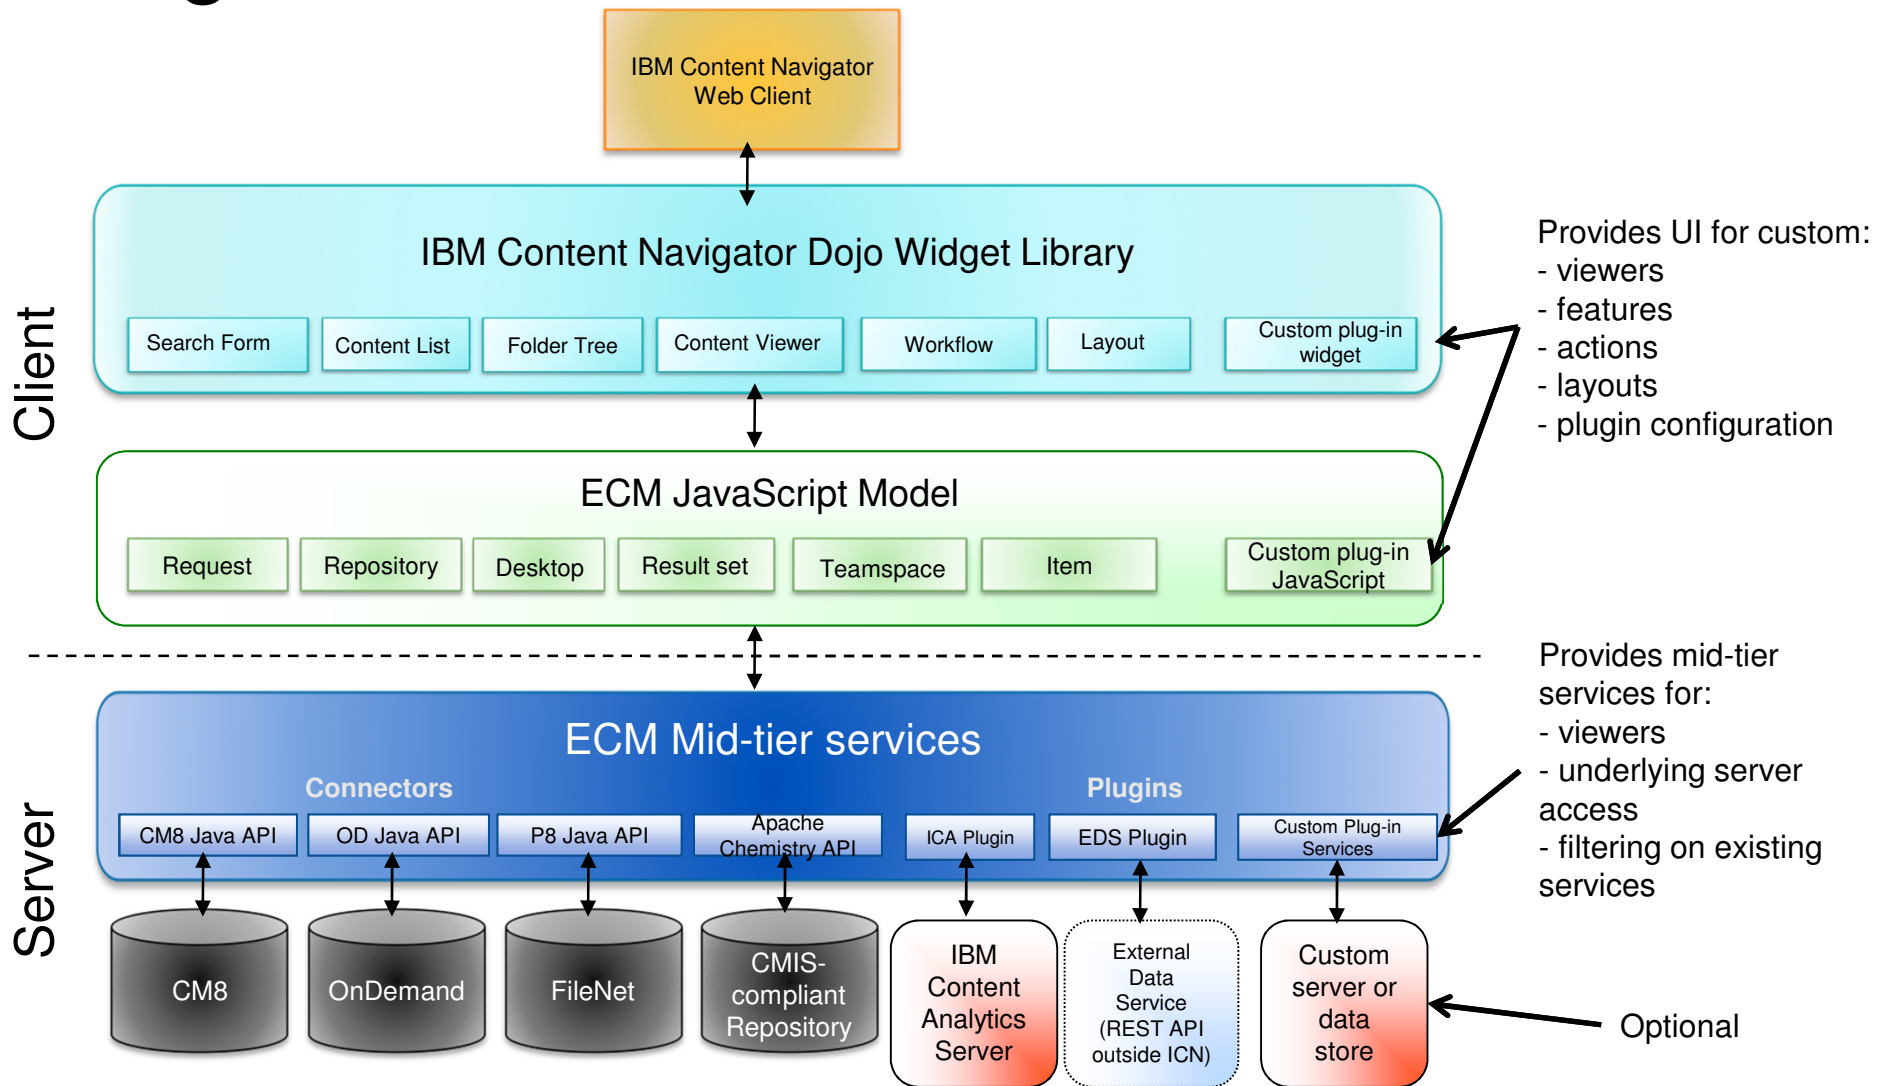 IBM Content Navigator
Web Client
IBM Content Navigator Dojo Widget Library
Search Form
Content List
Folder Tree
Content Viewer
Workflow
Layout
Custom plug-in
widget
Client
Provides UI for custom:
- viewers
- features
- actions
- layouts
- plugin configuration
ECM JavaScript Model
Request
Repository
Desktop
Result set
Teamspace
Item
Custom plug-in
JavaScript
Provides mid-tier
services for:
- viewers
- underlying server
access
- filtering on existing
services
Server
ECM Mid-tier services
Connectors
Plugins
CM8 Java API
OD Java API
P8 Java API
Apache
Chemistry API
ICA Plugin
EDS Plugin
Custom Plug-in
Services
CM8
OnDemand
FileNet
CMIS-
compliant
Repository
IBM
Content
Analytics
Server
External
Data
Service
(REST API
outside ICN)
Custom
server or
data
store
Optional